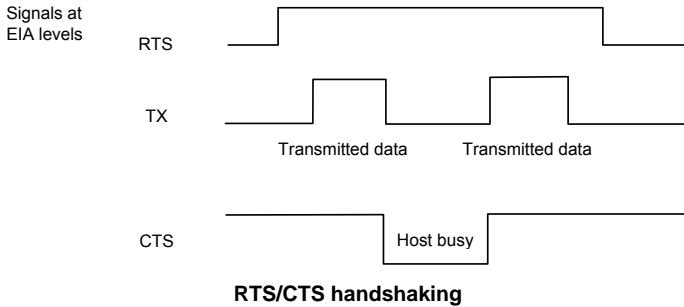 Signals at
EIA levels
RTS
TX
Transmitted data Transmitted data
CTS
Host busy
RTS/CTS handshaking